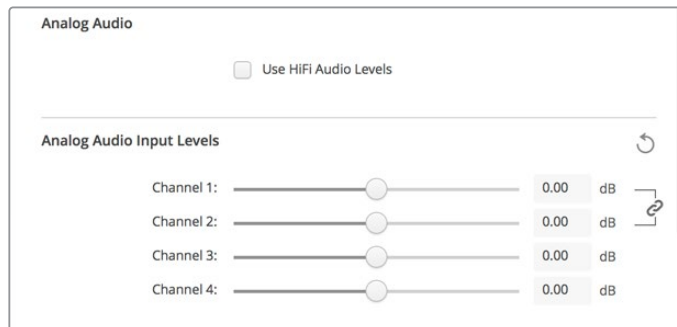 Analog Audio
Use HiFi Audio Levels
Analog Audio Input Levels
Channel 1: 0.00 dB
Channel 2: 0.00 dB
Channel 3: 0.00 dB
Channel 4: 0.00 dB